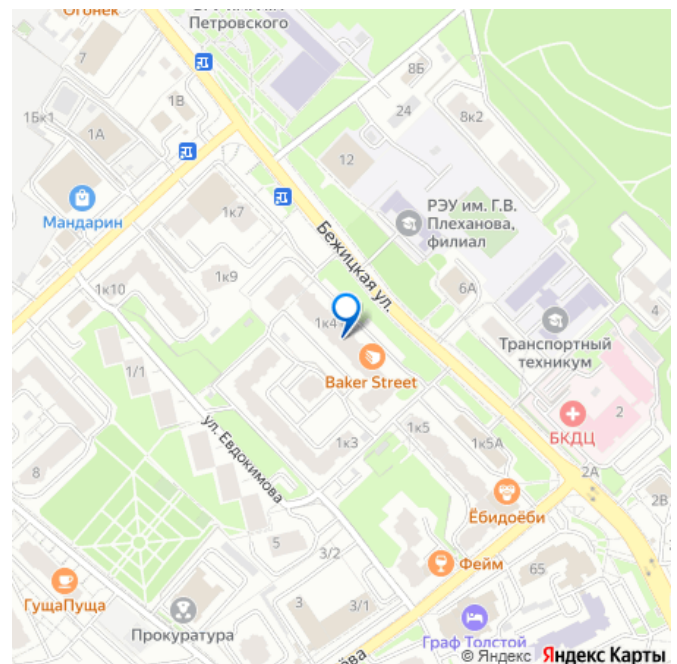 Огонек
Петровского
7
8Б
1В
24
8к2
1Бк1
1А
12
Мандарин
1к7
РЭУ им. Г.В.
Плеханова,
филиал
Бежицкая ул.
1к9
6А
1к10
1к4
4
Транспортный
техникум
Baker Street
1/1
2
БКДЦ
1к3
1к5
1к5А
ул. Евдокимова
8
2А
2В
Ёбидоёби
5
3/2
Фейм
65
ГущаПуща
3
3/1
Прокуратура
Граф Толстой
© Яндекс Яндекс Карты